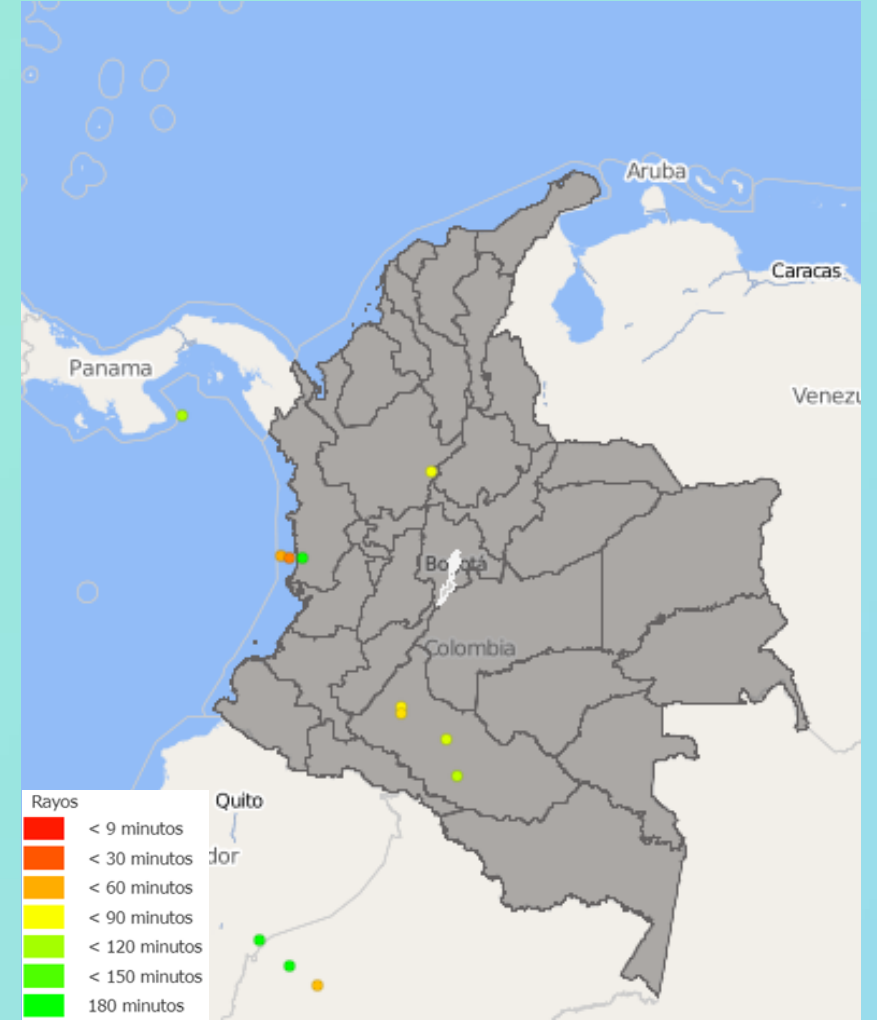 Aruba
Caracas
Panama
Venezu
Bogotá
Colombia
Quito
dor
Rayos
< 9 minutos
< 30 minutos
< 60 minutos
< 90 minutos
< 120 minutos
< 150 minutos
180 minutos